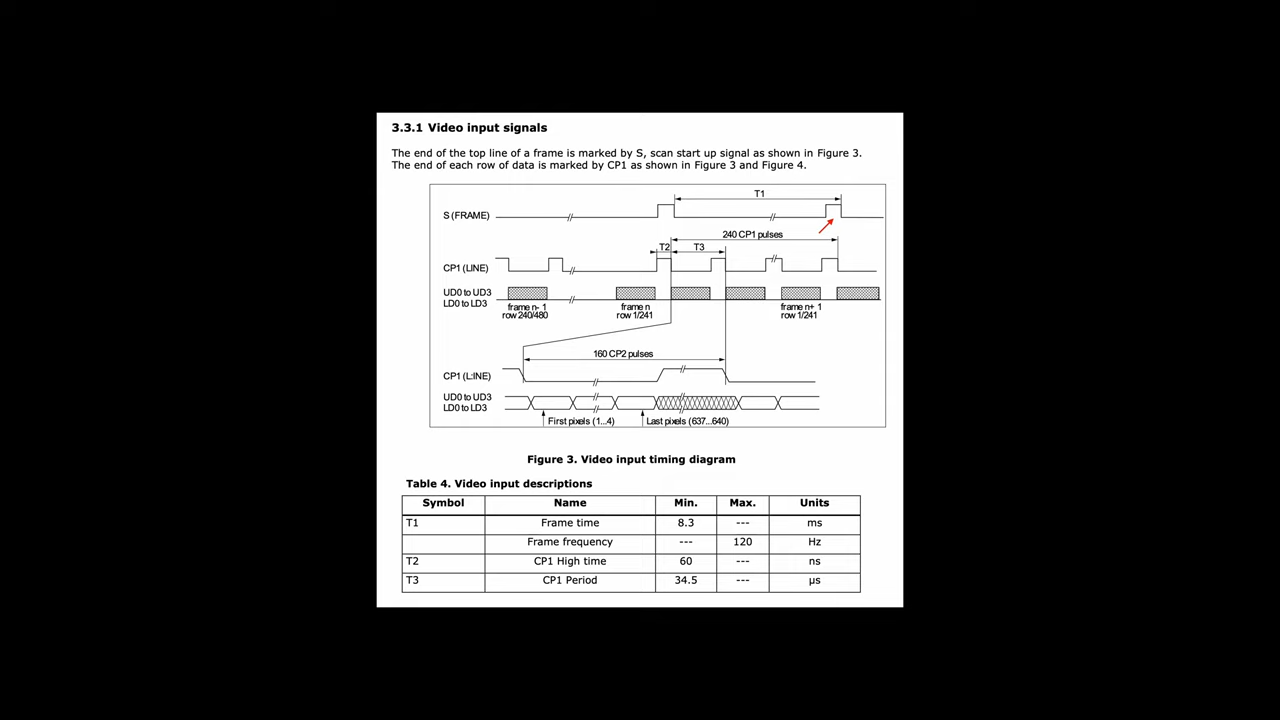 3.3.1 Video input signals
The end of the top line of a frame is marked by S, scan start up signal as shown in Figure 3.
The end of each row of data is marked by CP1 as shown in Figure 3 and Figure 4.
T1
S (FRAME)
240 CP1 pulses
T2 T3
CP1 (LINE)
UD0 to UD3
LD0 to LD3
frame n- 1 frame n frame n+ 1
row 240/480 row 1/241 row 1/241
160 CP2 pulses
CP1 (L:INE)
UD0 to UD3
LD0 to LD3
First pixels (1...4) Last pixels (637...640)
Figure 3. Video input timing diagram
Table 4. Video input descriptions
Symbol Name Min. Max. Units
T1 Frame time 8.3 --- ms
Frame frequency --- 120 Hz
T2 CP1 High time 60 --- ns
T3 CP1 Period 34.5 --- µs